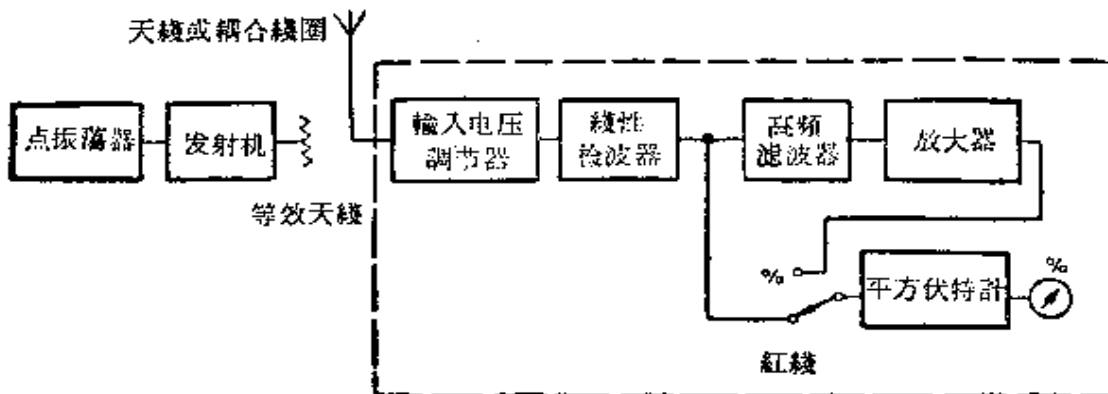 天綫或耦合綫圈
点振蕩器
发射机
等效天綫
輸入电压
調节器
綫性
检波器
高頻
滤波器
放大器
%
平方伏特計
%
紅綫